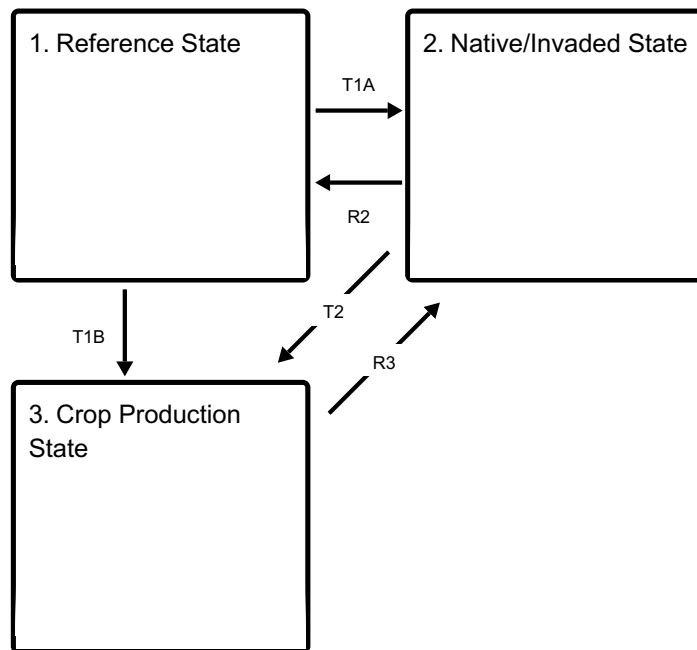 1. Reference State
2. Native/Invaded State
T1A
R2
T2
T1B
R3
3. Crop Production
State